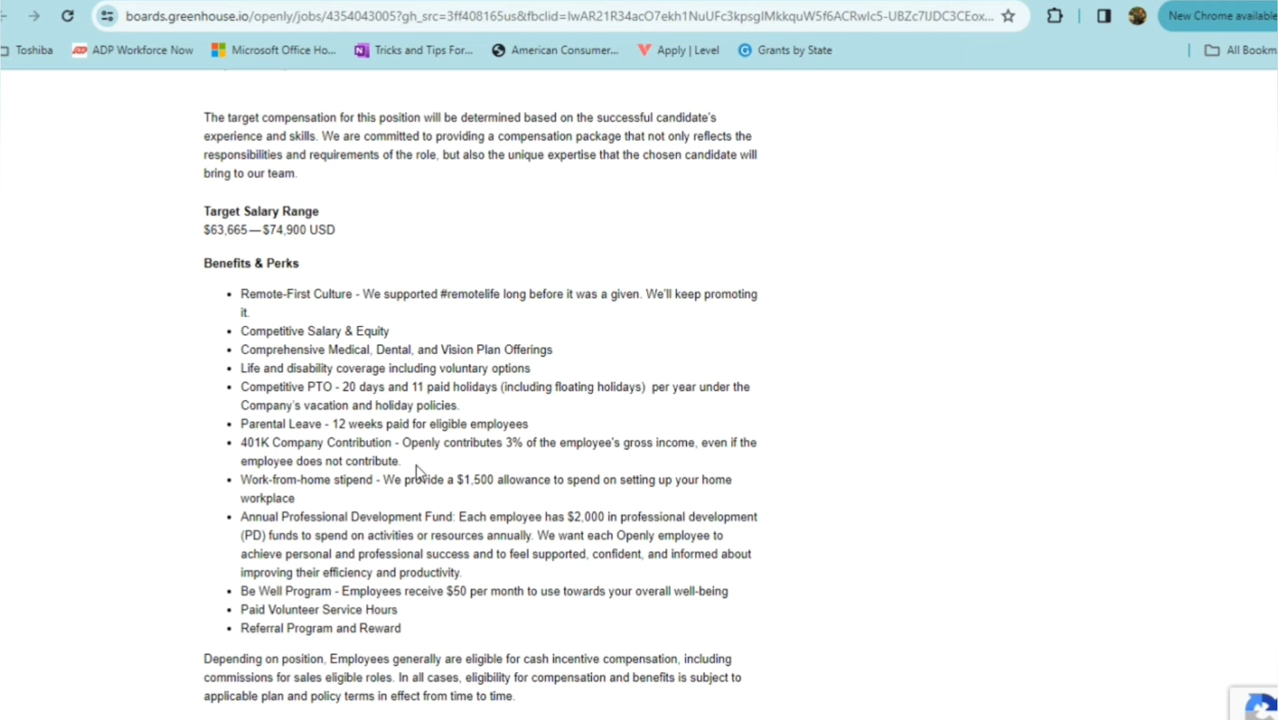 boards.greenhouse.io/openly/jobs/4354043005?gh_src=3ff408165us&fbclid=IwAR21R34acO7ekh1NuUFc3kpsgIMkkquW5f6ACRwIc5-UBZc7lJDC3CEox...
New Chrome available
Toshiba
ADP Workforce Now
Microsoft Office Ho...
Tricks and Tips For...
American Consumer...
Apply | Level
Grants by State
All Bookm
The target compensation for this position will be determined based on the successful candidate's
experience and skills. We are committed to providing a compensation package that not only reflects the
responsibilities and requirements of the role, but also the unique expertise that the chosen candidate will
bring to our team.
Target Salary Range
$63,665—$74,900 USD
Benefits & Perks
• Remote-First Culture - We supported #remotelife long before it was a given. We'll keep promoting
it.
• Competitive Salary & Equity
• Comprehensive Medical, Dental, and Vision Plan Offerings
• Life and disability coverage including voluntary options
• Competitive PTO - 20 days and 11 paid holidays (including floating holidays) per year under the
Company's vacation and holiday policies.
• Parental Leave - 12 weeks paid for eligible employees
• 401K Company Contribution - Openly contributes 3% of the employee's gross income, even if the
employee does not contribute.
• Work-from-home stipend - We provide a $1,500 allowance to spend on setting up your home
workplace
• Annual Professional Development Fund: Each employee has $2,000 in professional development
(PD) funds to spend on activities or resources annually. We want each Openly employee to
achieve personal and professional success and to feel supported, confident, and informed about
improving their efficiency and productivity.
• Be Well Program - Employees receive $50 per month to use towards your overall well-being
• Paid Volunteer Service Hours
• Referral Program and Reward
Depending on position, Employees generally are eligible for cash incentive compensation, including
commissions for sales eligible roles. In all cases, eligibility for compensation and benefits is subject to
applicable plan and policy terms in effect from time to time.